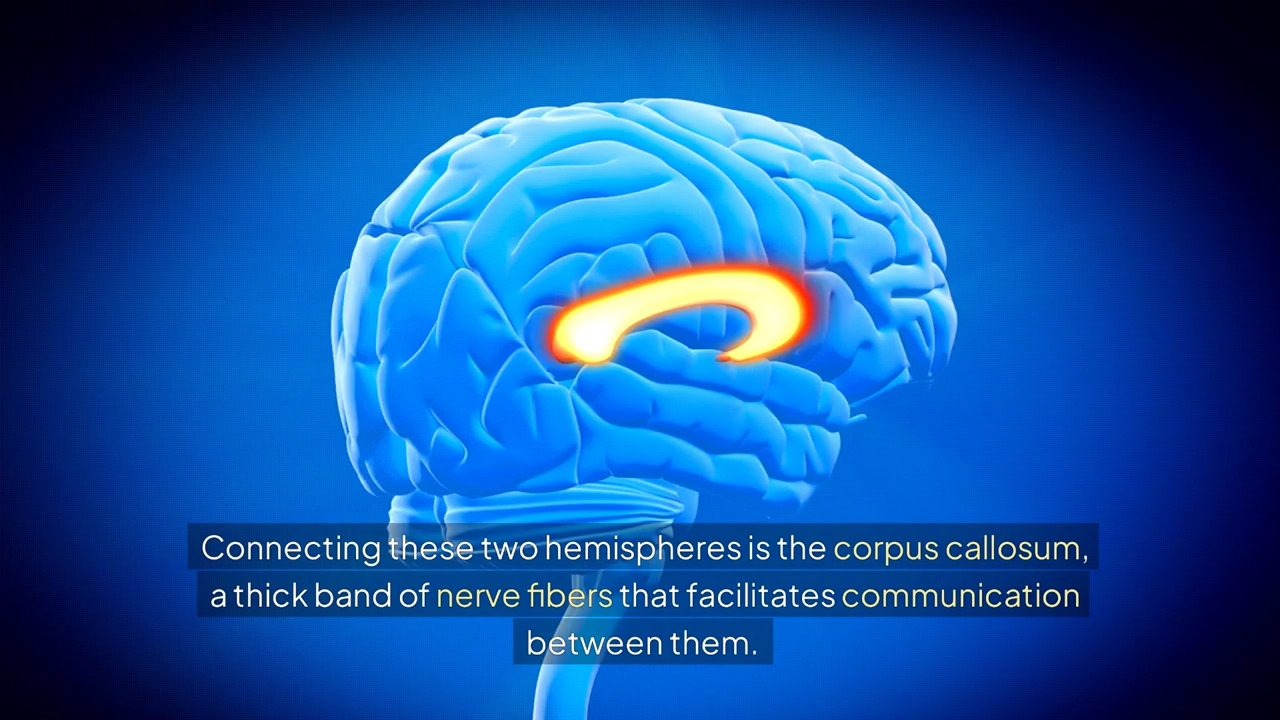 Connecting these two hemispheres is the corpus callosum,
a thick band of nerve fibers that facilitates communication
between them.